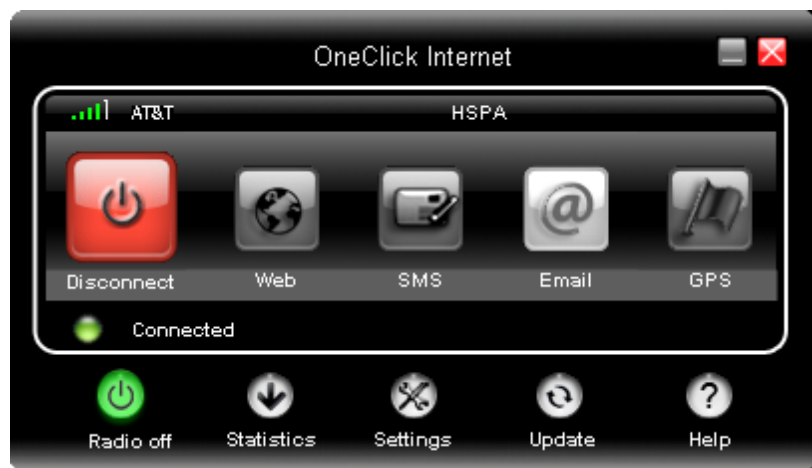 OneClick Internet
AT&T HSPA
Disconnect Web SMS Email GPS
Connected
Radio off Statistics Settings Update Help